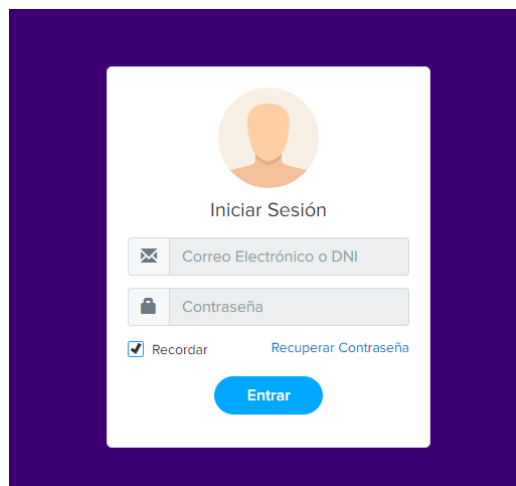 Iniciar Sesión
Correo Electrónico o DNI
Contraseña
Recordar Recuperar Contraseña
Entrar